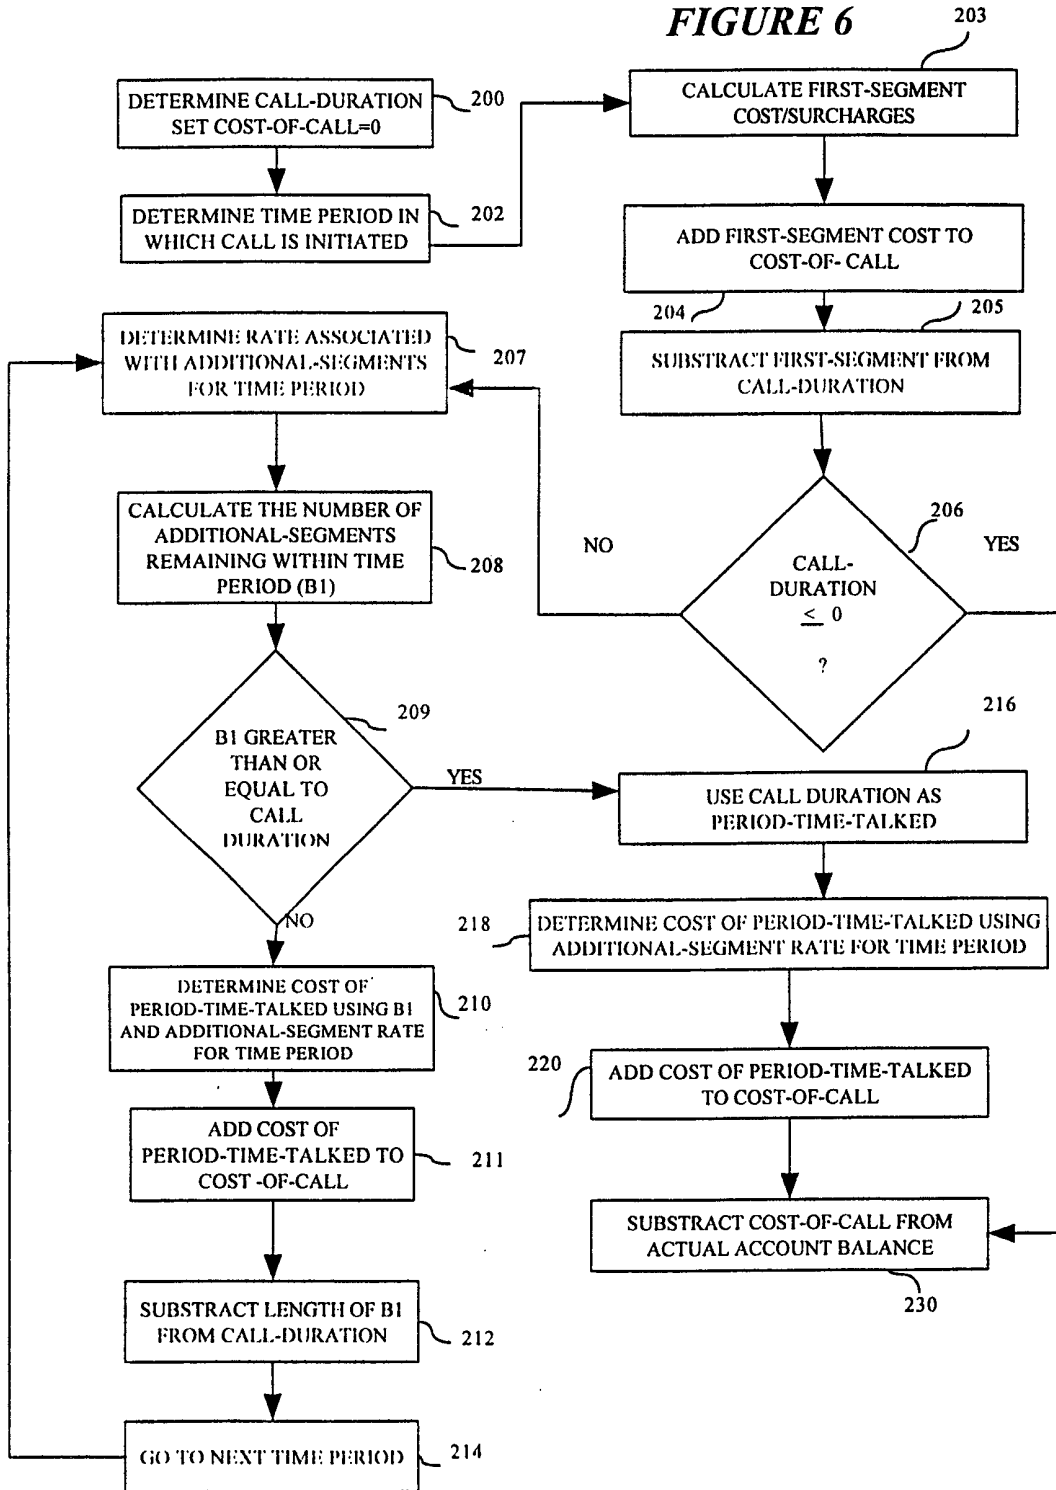 FIGURE 6
203
DETERMINE CALL-DURATION
SET COST-OF-CALL=0
200
CALCULATE FIRST-SEGMENT
COST/SURCHARGES
DETERMINE TIME PERIOD IN
WHICH CALL IS INITIATED
202
ADD FIRST-SEGMENT COST TO
COST-OF- CALL
204
205
SUBSTRACT FIRST-SEGMENT FROM
CALL-DURATION
DETERMINE RATE ASSOCIATED
WITH ADDITIONAL-SEGMENTS
FOR TIME PERIOD
207
CALCULATE THE NUMBER OF
ADDITIONAL-SEGMENTS
REMAINING WITHIN TIME
PERIOD (B1)
208
206
NO
YES
CALL-
DURATION
≤ 0
?
209
B1 GREATER
THAN OR
EQUAL TO
CALL
DURATION
YES
NO
216
USE CALL DURATION AS
PERIOD-TIME-TALKED
218
DETERMINE COST OF PERIOD-TIME-TALKED USING
ADDITIONAL-SEGMENT RATE FOR TIME PERIOD
DETERMINE COST OF
PERIOD-TIME-TALKED USING B1
AND ADDITIONAL-SEGMENT RATE
FOR TIME PERIOD
210
220
ADD COST OF PERIOD-TIME-TALKED
TO COST-OF-CALL
ADD COST OF
PERIOD-TIME-TALKED TO
COST -OF-CALL
211
SUBSTRACT COST-OF-CALL FROM
ACTUAL ACCOUNT BALANCE
230
SUBSTRACT LENGTH OF B1
FROM CALL-DURATION
212
GO TO NEXT TIME PERIOD
214